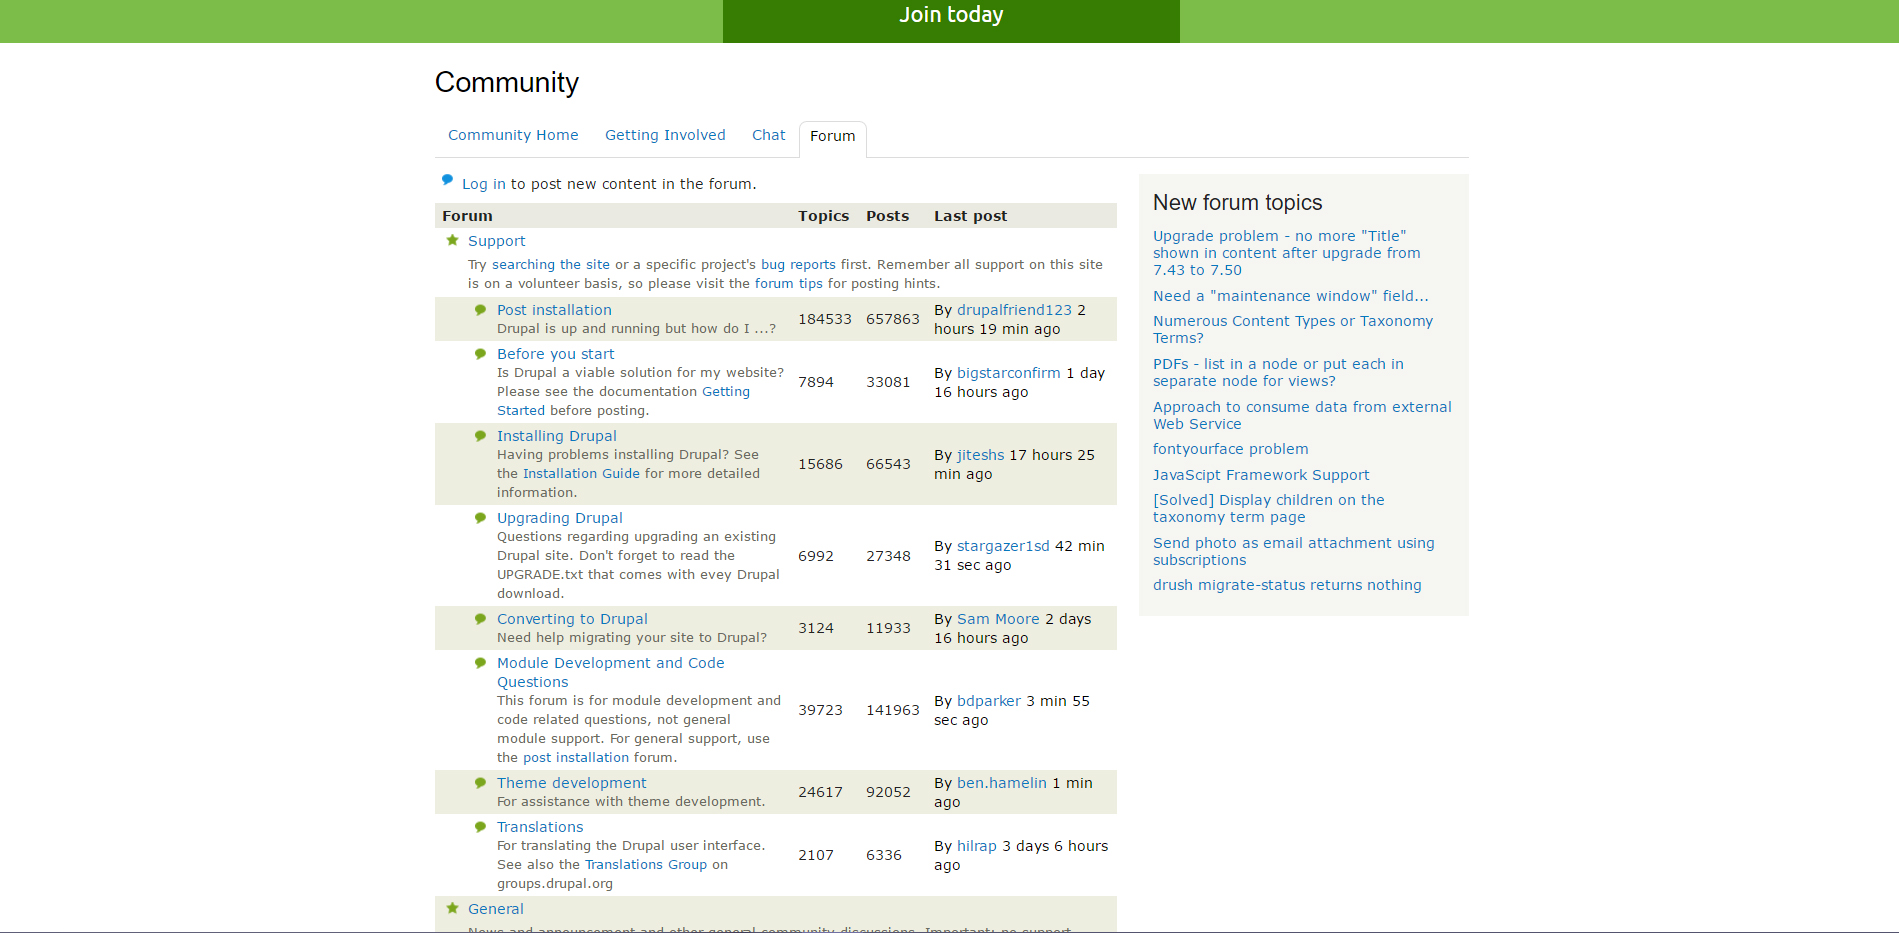 Join today
Community
Community Home Getting Involved Chat Forum
Log in to post new content in the forum.
Forum Topics Posts Last post
Support
Try searching the site or a specific project's bug reports first. Remember all support on this site
is on a volunteer basis, so please visit the forum tips for posting hints.
Post installation
Drupal is up and running but how do I ...?
184533 657863
By drupalfriend123 2
hours 19 min ago
Before you start
Is Drupal a viable solution for my website?
Please see the documentation Getting
Started before posting.
7894 33081
By bigstarconfirm 1 day
16 hours ago
Installing Drupal
Having problems installing Drupal? See
the Installation Guide for more detailed
information.
15686 66543
By jiteshs 17 hours 25
min ago
Upgrading Drupal
Questions regarding upgrading an existing
Drupal site. Don't forget to read the
UPGRADE.txt that comes with evey Drupal
download.
6992 27348
By stargazer1sd 42 min
31 sec ago
Converting to Drupal
Need help migrating your site to Drupal?
3124 11933
By Sam Moore 2 days
16 hours ago
Module Development and Code
Questions
This forum is for module development and
code related questions, not general
module support. For general support, use
the post installation forum.
39723 141963
By bdparker 3 min 55
sec ago
Theme development
For assistance with theme development.
24617 92052
By ben.hamelin 1 min
ago
Translations
For translating the Drupal user interface.
See also the Translations Group on
groups.drupal.org
2107 6336
By hilrap 3 days 6 hours
ago
General
News and announcement and other general community discussions. Important: no support
New forum topics
Upgrade problem - no more "Title"
shown in content after upgrade from
7.43 to 7.50
Need a "maintenance window" field...
Numerous Content Types or Taxonomy
Terms?
PDFs - list in a node or put each in
separate node for views?
Approach to consume data from external
Web Service
fontyourface problem
JavaScipt Framework Support
[Solved] Display children on the
taxonomy term page
Send photo as email attachment using
subscriptions
drush migrate-status returns nothing